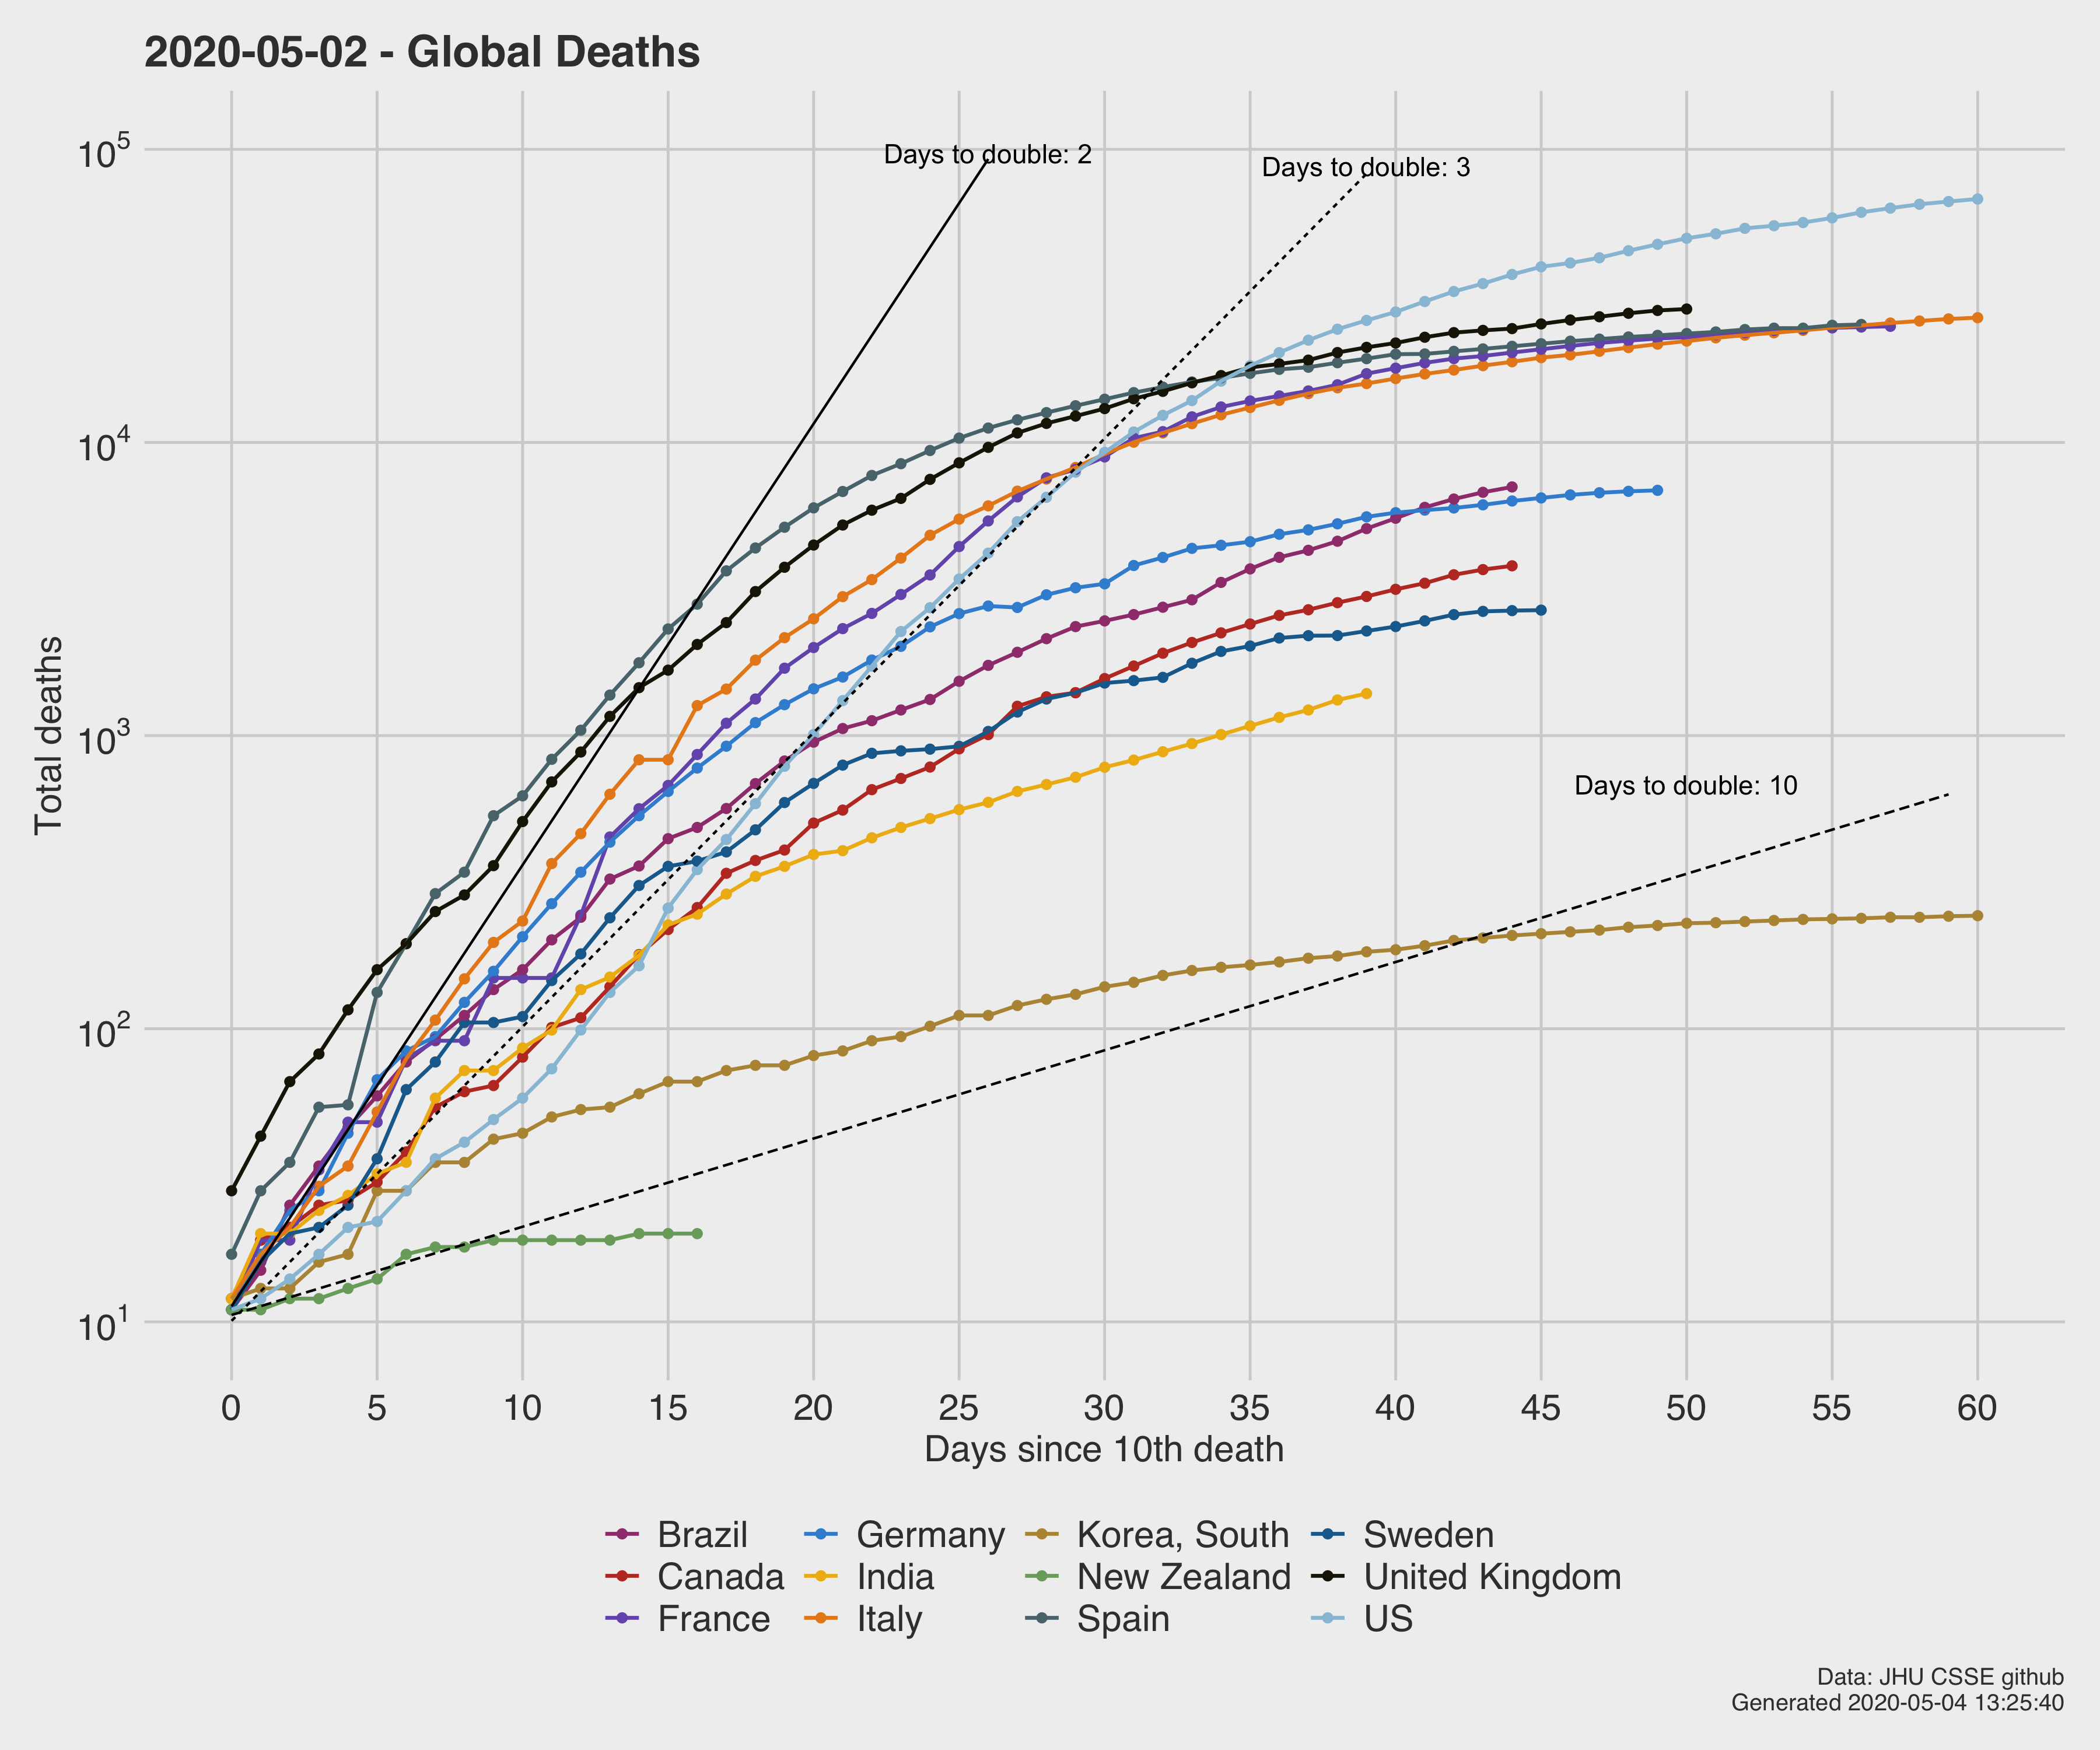 2020-05-02 - Global Deaths
10^5
10^4
10^3
10^2
10^1
Total deaths
Days to double: 2
Days to double: 3
Days to double: 10
0 5 10 15 20 25 30 35 40 45 50 55 60
Days since 10th death
Brazil Germany Korea, South Sweden
Canada India New Zealand United Kingdom
France Italy Spain US
Data: JHU CSSE github
Generated 2020-05-04 13:25:40